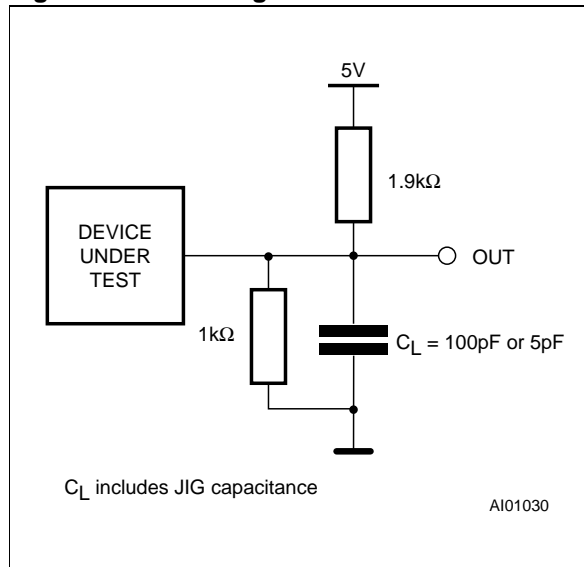 5V
1.9kΩ
DEVICE
UNDER
TEST
OUT
1kΩ
CL = 100pF or 5pF
CL includes JIG capacitance
AI01030